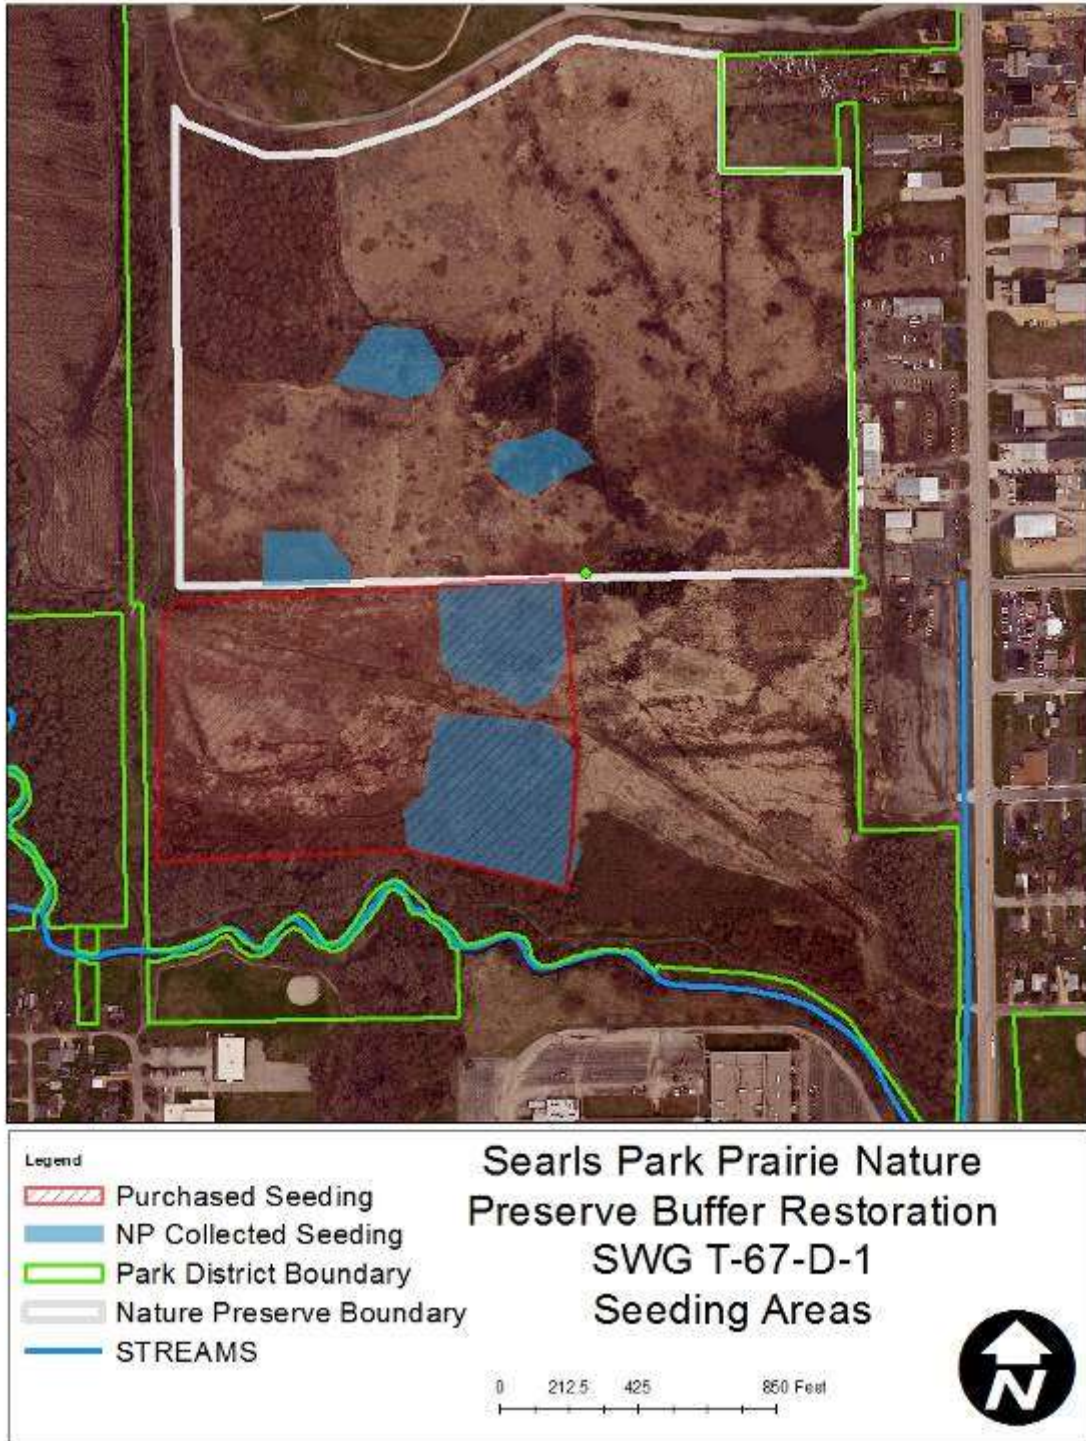 Legend
Purchased Seeding
NP Collected Seeding
Park District Boundary
Nature Preserve Boundary
STREAMS
Searls Park Prairie Nature
Preserve Buffer Restoration
SWG T-67-D-1
Seeding Areas
0 212.5 425 850 Feet
N